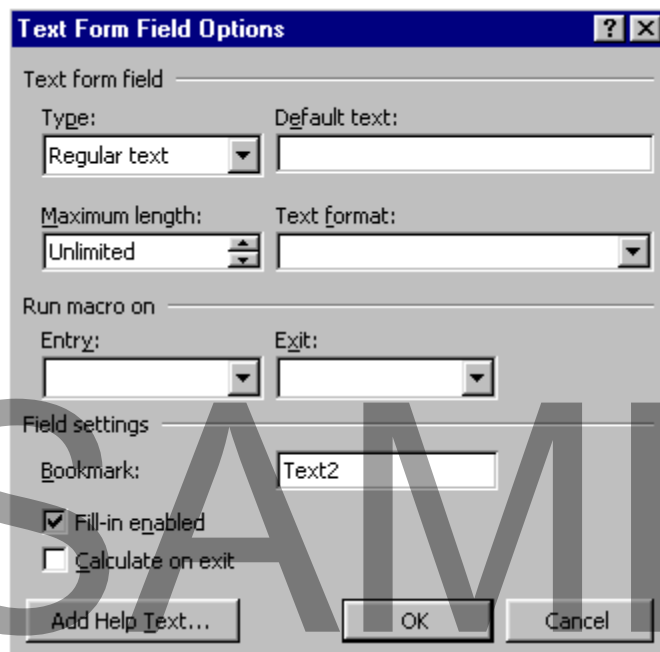 Text Form Field Options
Text form field
Type: Default text:
Regular text
Maximum length: Text format:
Unlimited
Run macro on
Entry: Exit:
Field settings
Bookmark: Text2
Fill-in enabled
Calculate on exit
Add Help Text... OK Cancel
SAM